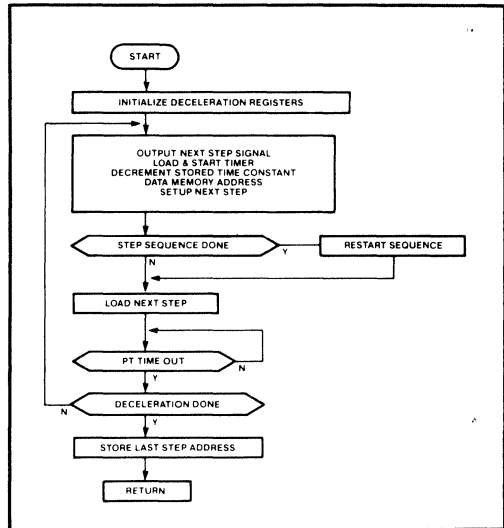 START
INITIALIZE DECELERATION REGISTERS
OUTPUT NEXT STEP SIGNAL
LOAD & START TIMER
DECREMENT STORED TIME CONSTANT
DATA MEMORY ADDRESS
SETUP NEXT STEP
STEP SEQUENCE DONE
Y
RESTART SEQUENCE
N
LOAD NEXT STEP
PT TIME OUT
N
Y
N
DECELERATION DONE
Y
STORE LAST STEP ADDRESS
RETURN